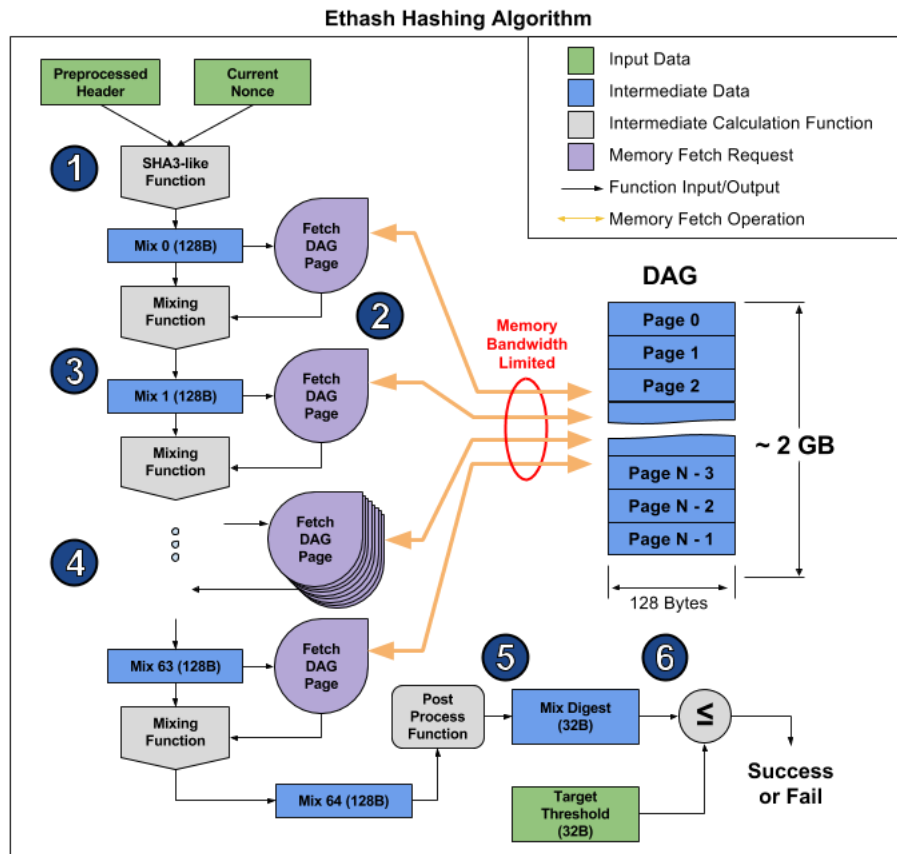 Ethash Hashing Algorithm
Input Data
Intermediate Data
Intermediate Calculation Function
Memory Fetch Request
Function Input/Output
Memory Fetch Operation
Preprocessed
Header
Current
Nonce
1
SHA3-like
Function
Mix 0 (128B)
Fetch
DAG
Page
Mixing
Function
2
3
Mix 1 (128B)
Fetch
DAG
Page
Mixing
Function
4
Fetch
DAG
Page
Mix 63 (128B)
Fetch
DAG
Page
Mixing
Function
Mix 64 (128B)
Memory
Bandwidth
Limited
DAG
Page 0
Page 1
Page 2
Page N - 3
Page N - 2
Page N - 1
~ 2 GB
128 Bytes
Post
Process
Function
5
Mix Digest
(32B)
6
≤
Target
Threshold
(32B)
Success
or Fail